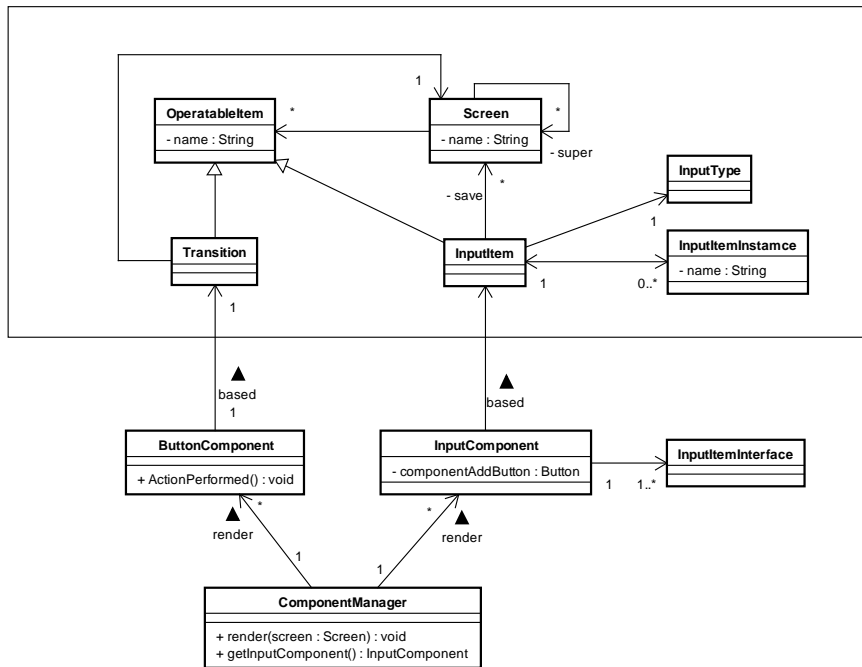 1
*
OperatableItem
- name : String
*
Screen
- name : String
- super
- save
*
InputType
1
Transition
InputItem
InputItemInstamce
- name : String
1
0..*
1
based
1
based
ButtonComponent
+ ActionPerformed() : void
InputComponent
- componentAddButton : Button
InputItemInterface
1
1..*
*
render
*
render
1
1
ComponentManager
+ render(screen : Screen) : void
+ getInputComponent() : InputComponent